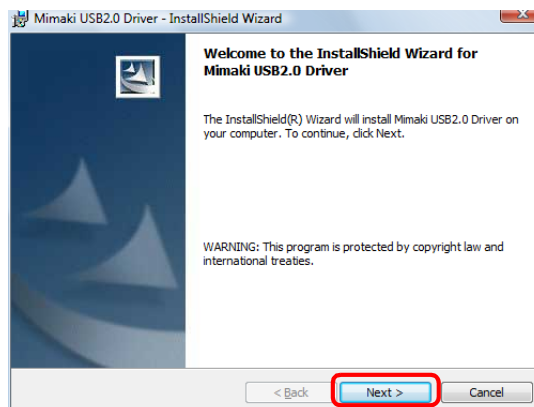 Mimaki USB2.0 Driver - InstallShield Wizard
Welcome to the InstallShield Wizard for
Mimaki USB2.0 Driver
The InstallShield(R) Wizard will install Mimaki USB2.0 Driver on
your computer. To continue, click Next.
WARNING: This program is protected by copyright law and
international treaties.
< Back
Next >
Cancel